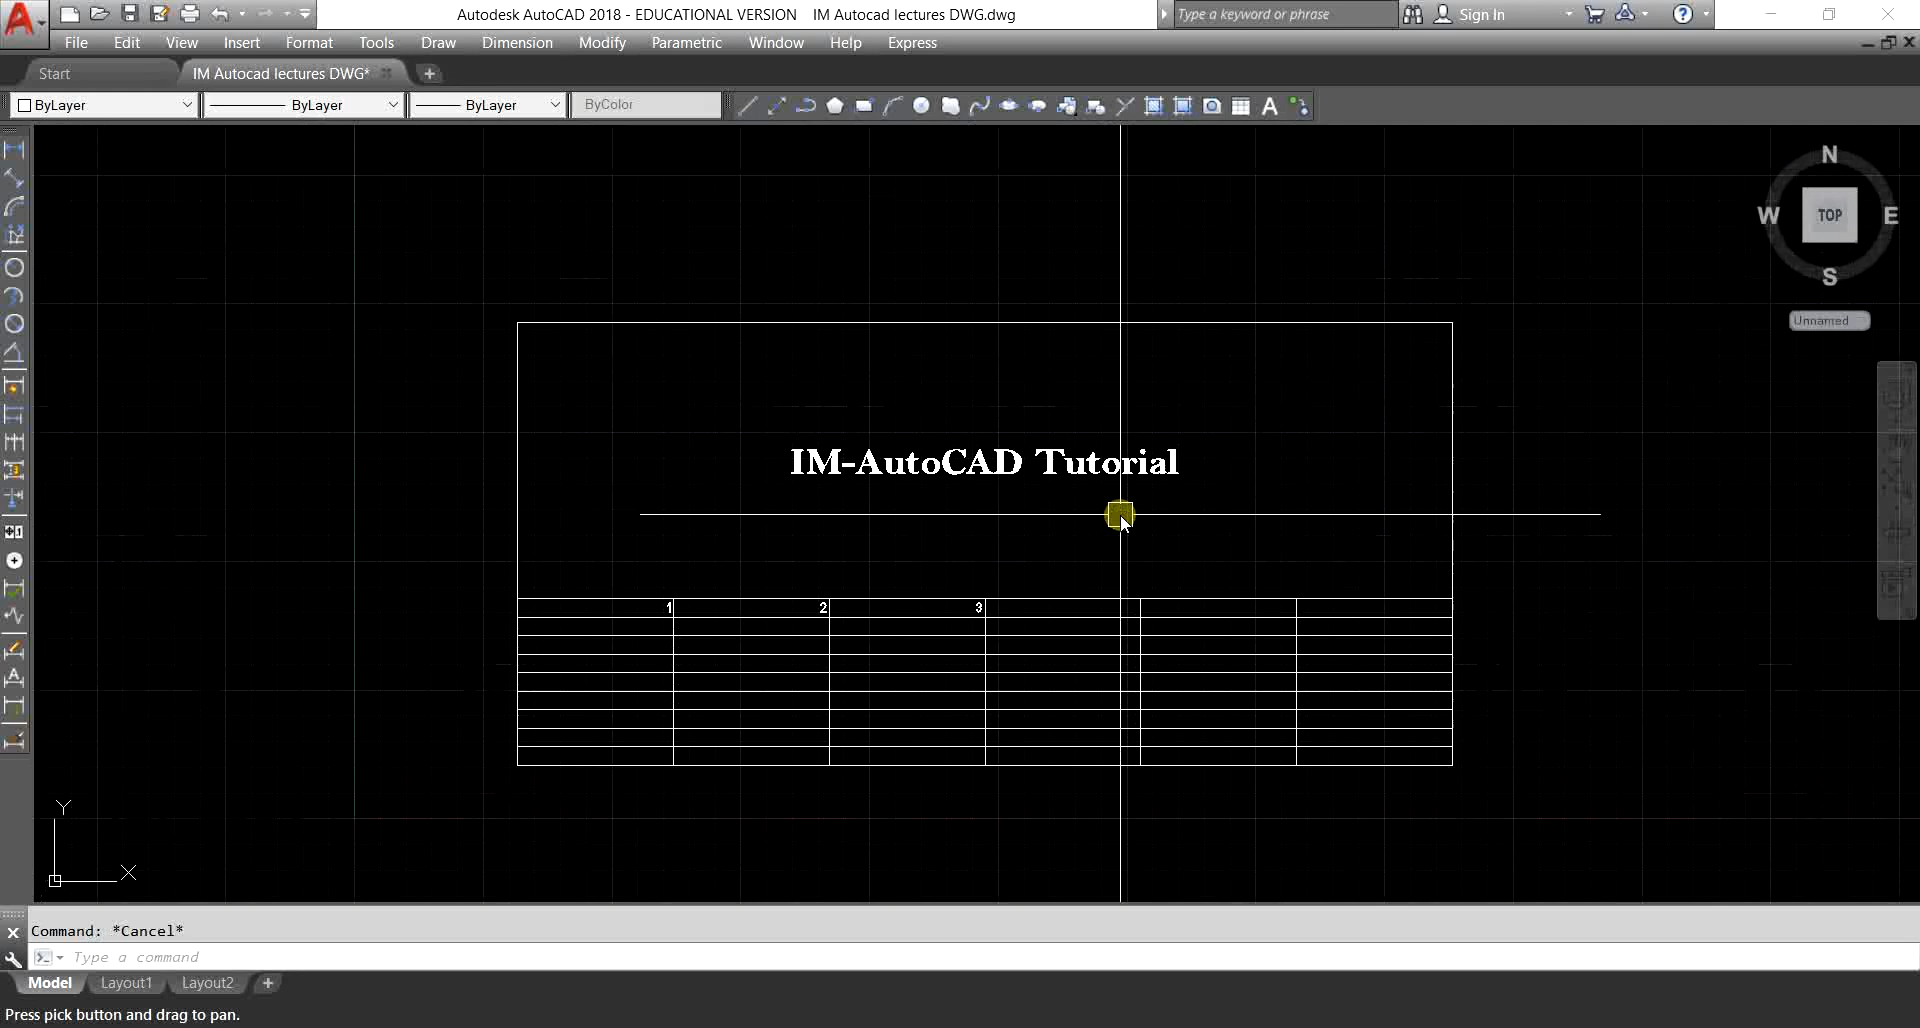 Autodesk AutoCAD 2018 - EDUCATIONAL VERSION IM Autocad lectures DWG.dwg
Type a keyword or phrase
Sign In
File Edit View Insert Format Tools Draw Dimension Modify Parametric Window Help Express
Start
IM Autocad lectures DWG*
ByLayer
ByLayer
ByLayer
ByColor
N
W TOP E
S
Unnamed
IM-AutoCAD Tutorial
1 2 3
Y
X
Command: *Cancel*
Type a command
Model Layout1 Layout2
Press pick button and drag to pan.